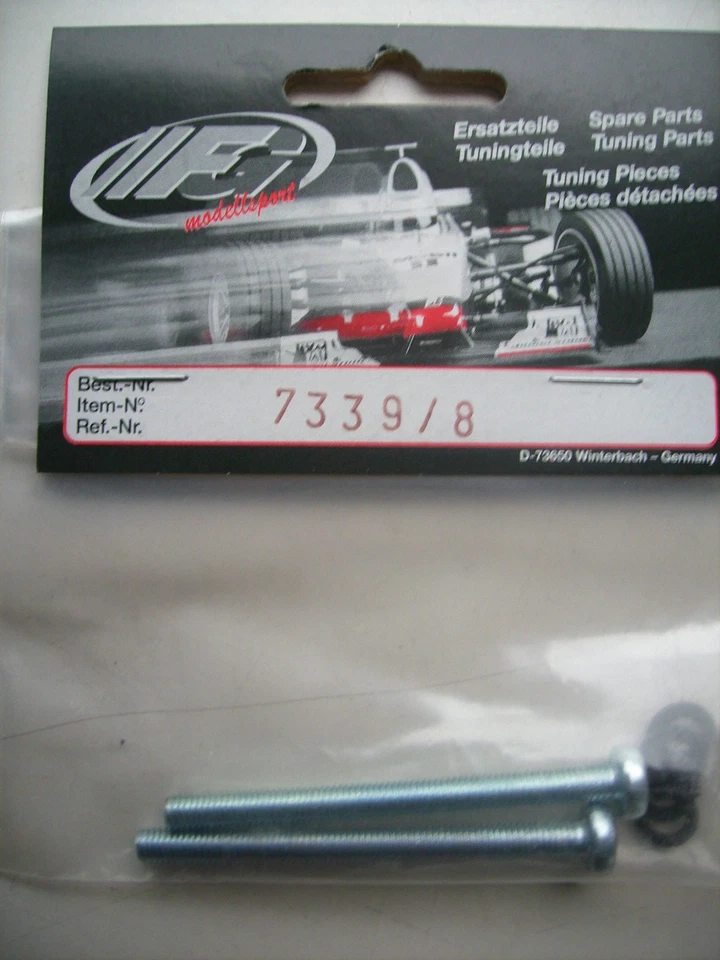 FG
modellsport
Ersatzteile
Tuningteile
Spare Parts
Tuning Parts
Tuning Pieces
Pièces détachées
Best.-Nr.
Item-Nº
Ref.-Nr.
7339/8
D-73650 Winterbach – Germany